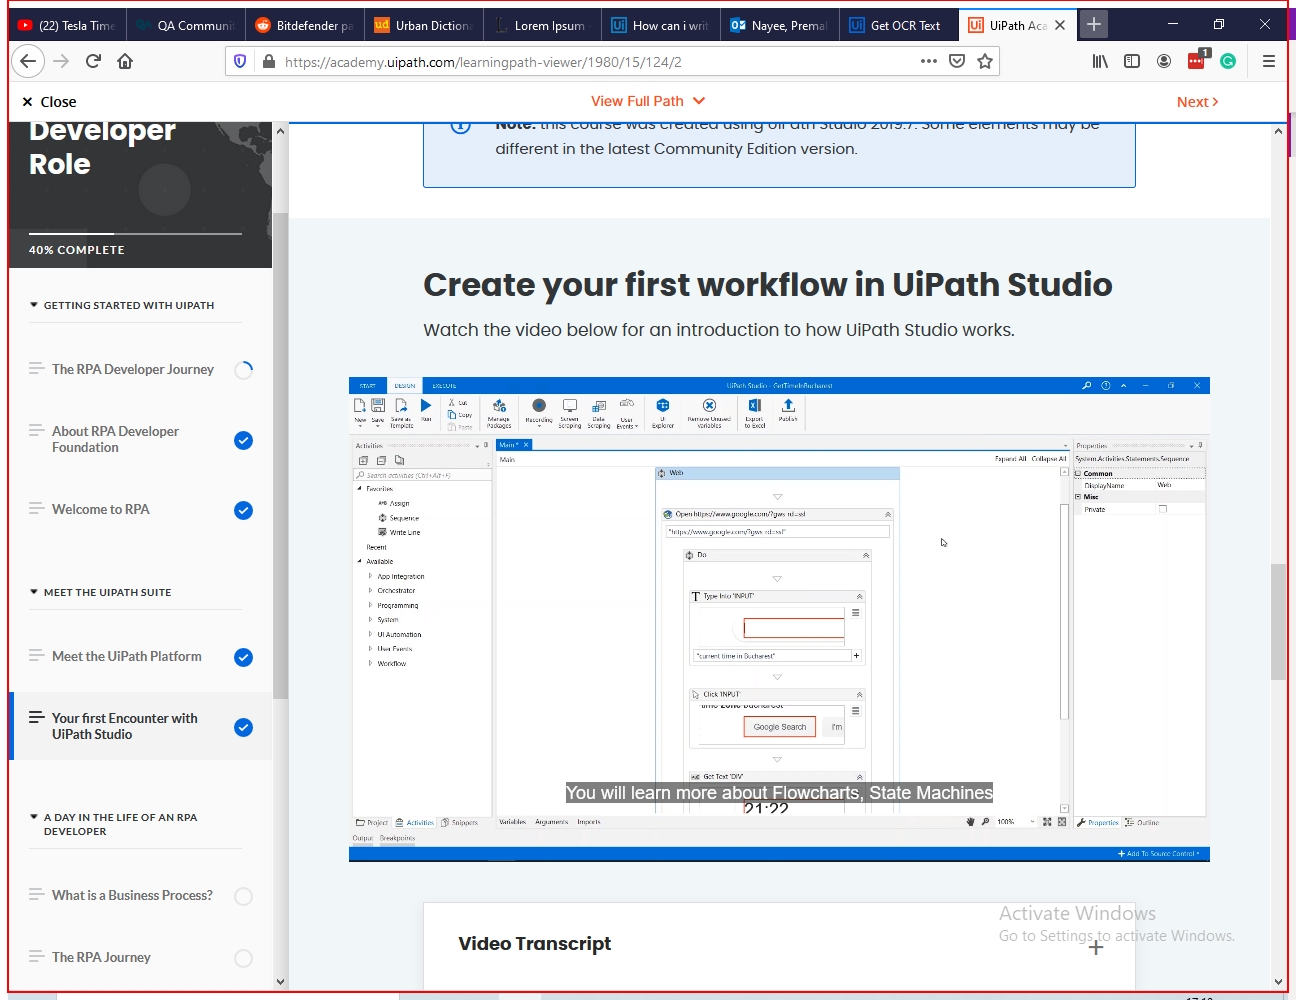 (22) Tesla Time
QA Communi
Bitdefender pa
Urban Dictiona
Lorem Ipsum
How can i writ
Nayee, Premal
Get OCR Text
UiPath Aca
https://academy.uipath.com/learningpath-viewer/1980/15/124/2
1
Close
View Full Path
Next >
Developer
Role
40% COMPLETE
GETTING STARTED WITH UIPATH
The RPA Developer Journey
About RPA Developer
Foundation
Welcome to RPA
MEET THE UIPATH SUITE
Meet the UiPath Platform
Your first Encounter with
UiPath Studio
A DAY IN THE LIFE OF AN RPA
DEVELOPER
What is a Business Process?
The RPA Journey
Note: this course was created using UiPath Studio 2019.7. Some elements may be
different in the latest Community Edition version.
Create your first workflow in UiPath Studio
Watch the video below for an introduction to how UiPath Studio works.
START DESIGN EXECUTE
UiPath Studio - GetTimeInBucharest
New
Save
Save as
Template
Run
Cut
Copy
Paste
Manage
Packages
Recording
Screen
Scraping
Data
Scraping
User
Events
UI
Explorer
Remove Unused
Variables
Export
to Excel
Publish
Activities
Search activities (Ctrl+Alt+F)
Favorites
Assign
Sequence
Write Line
Recent
Available
App Integration
Orchestrator
Programming
System
UI Automation
User Events
Workflow
Project Activities Snippets
Output Breakpoints
Main*
Main
Expand All Collapse All
Web
Open https://www.google.com/?gws_rd=ssl
"https://www.google.com/?gws_rd=ssl"
Do
Type Into 'INPUT'
"current time in Bucharest"
Click 'INPUT'
time zone bucharest
Google Search
I'm
Get Text 'DIV'
21:22
You will learn more about Flowcharts, State Machines
Variables Arguments Imports
100%
Properties
System.Activities.Statements.Sequence
Common
DisplayName Web
Misc
Private
Properties Outline
Add To Source Control
Video Transcript
Activate Windows
Go to Settings to activate Windows.